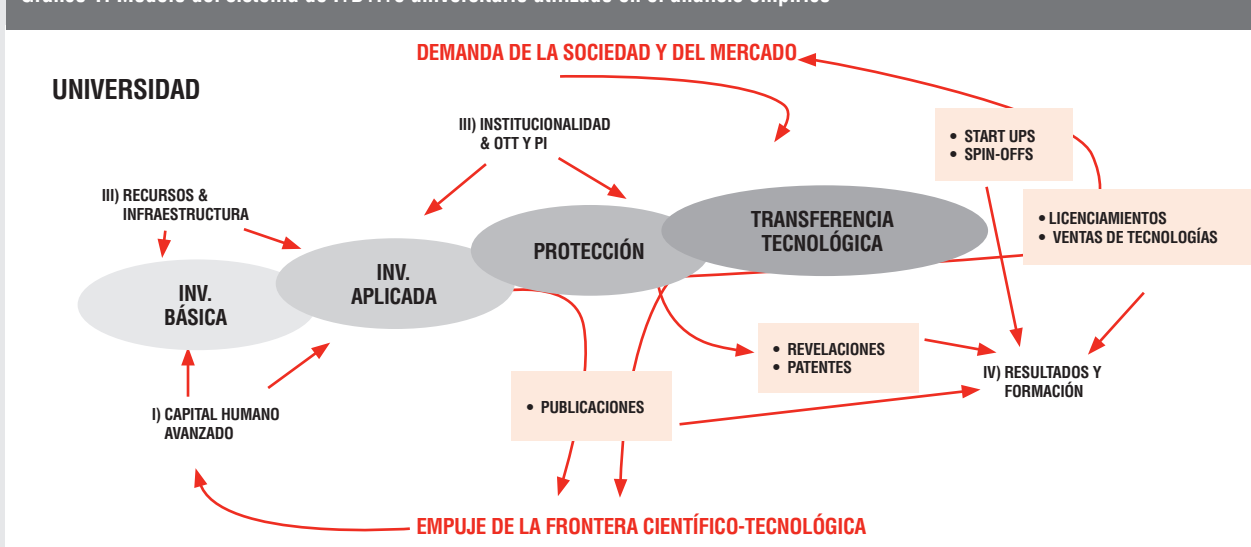 DEMANDA DE LA SOCIEDAD Y DEL MERCADO
UNIVERSIDAD
III) INSTITUCIONALIDAD
& OTT Y PI
• START UPS
• SPIN-OFFS
III) RECURSOS &
INFRAESTRUCTURA
TRANSFERENCIA
TECNOLÓGICA
• LICENCIAMIENTOS
• VENTAS DE TECNOLOGÍAS
PROTECCIÓN
INV.
APLICADA
INV.
BÁSICA
• REVELACIONES
• PATENTES
IV) RESULTADOS Y
FORMACIÓN
• PUBLICACIONES
I) CAPITAL HUMANO
AVANZADO
EMPUJE DE LA FRONTERA CIENTÍFICO-TECNOLÓGICA